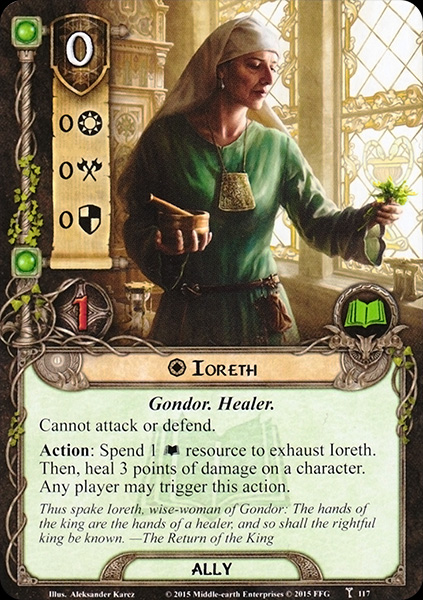 0
0
0
0
1
Ioreth
Gondor. Healer.
Cannot attack or defend.
Action: Spend 1 resource to exhaust Ioreth.
Then, heal 3 points of damage on a character.
Any player may trigger this action.
Thus spake Ioreth, wise-woman of Gondor: The hands of
the king are the hands of a healer, and so shall the rightful
king be known. —The Return of the King
ALLY
Illus. Aleksander Karcz © 2015 Middle-earth Enterprises © 2015 FFG 117